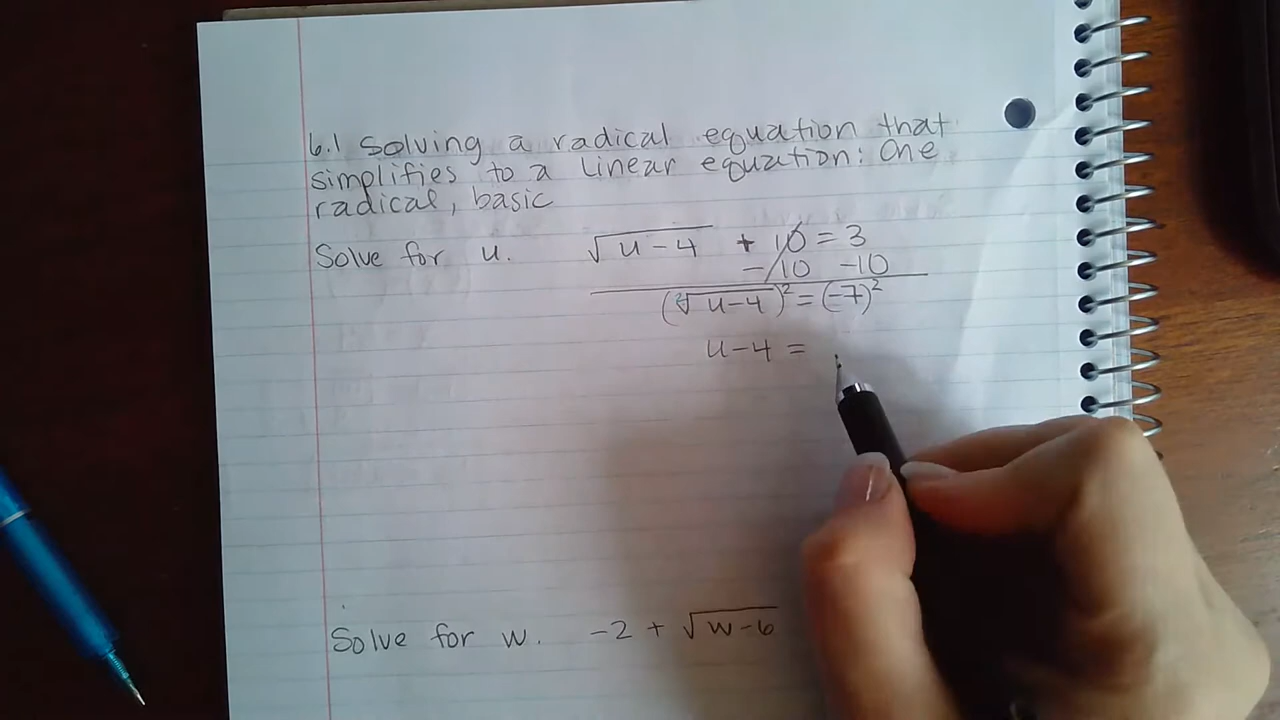 6.1 Solving a radical equation that
simplifies to a linear equation: One
radical, basic
Solve for u. √u-4 + 10 = 3
-10 -10
(²√u-4)² = (-7)²
u-4 =
Solve for w. -2 + √w-6